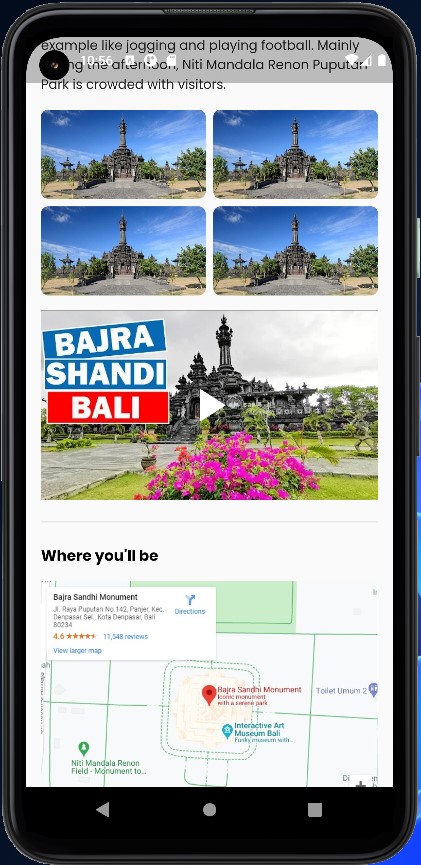 example like jogging and playing football. Mainly
10:56
the afternoon, Niti Mandala Renon Puputan
Park is crowded with visitors.
BAJRA
SHANDI
BALI
Where you'll be
Bajra Sandhi Monument
Jl. Raya Puputan No.142, Panjer, Kec.
Denpasar Sel., Kota Denpasar, Bali
80234
Directions
4.6 ★★★★★ 11,548 reviews
View larger map
Bajra Sandhi Monument
Iconic monument
with a serene park
Toilet Umum 2
Interactive Art
Museum Bali
Funky museum with...
Niti Mandala Renon
Field - Monument to...